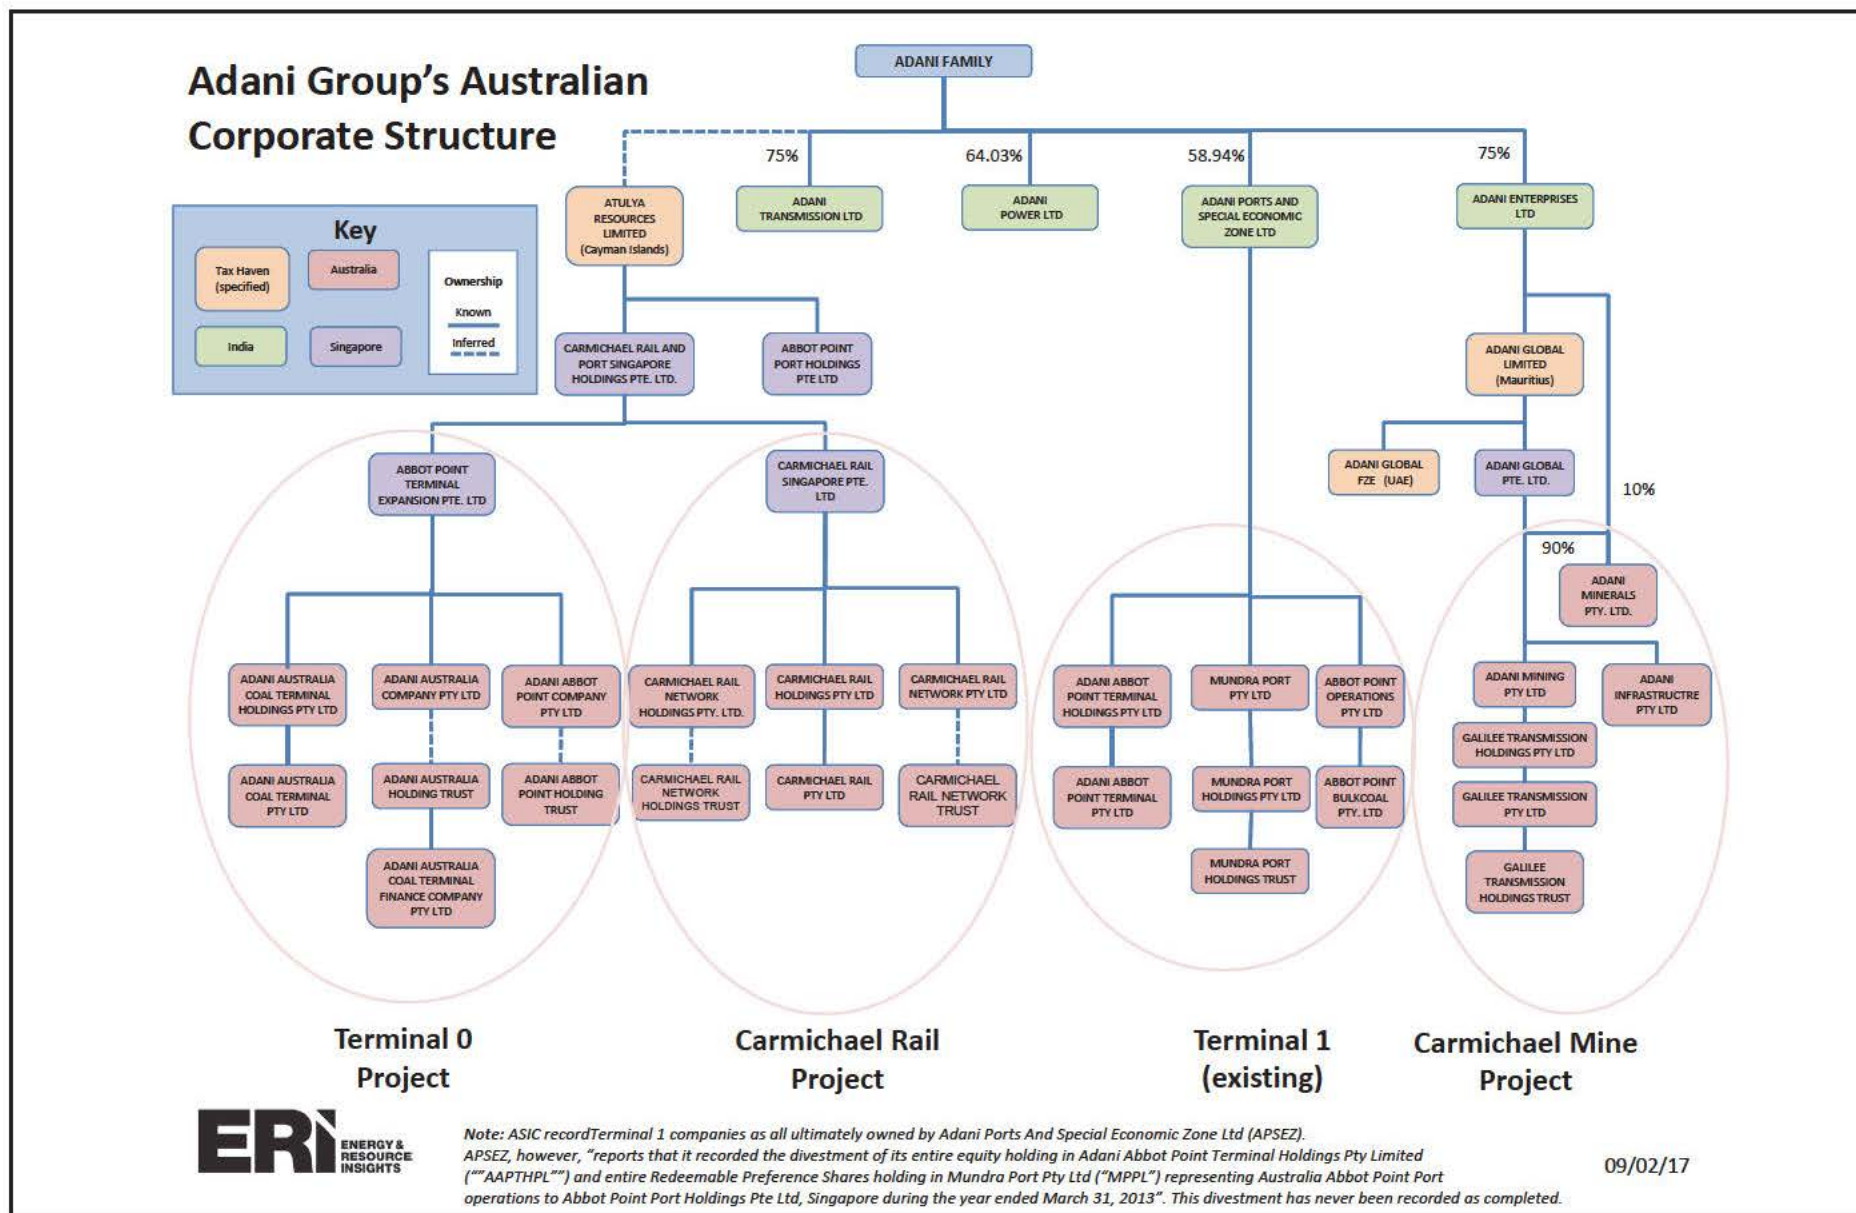 Adani Group's Australian
Corporate Structure
ADANI FAMILY
75%
64.03%
58.94%
75%
ATULYA
RESOURCES
LIMITED
(Cayman Islands)
ADANI
TRANSMISSION LTD
ADANI
POWER LTD
ADANI PORTS AND
SPECIAL ECONOMIC
ZONE LTD
ADANI ENTERPRISES
LTD
Key
Tax Haven
(specified)
Australia
India
Singapore
Ownership
Known
Inferred
CARMICHAEL RAIL AND
PORT SINGAPORE
HOLDINGS PTE. LTD.
ABBOT POINT
PORT HOLDINGS
PTE LTD
ADANI GLOBAL
LIMITED
(Mauritius)
ABBOT POINT
TERMINAL
EXPANSION PTE. LTD
CARMICHAEL RAIL
SINGAPORE PTE.
LTD
ADANI GLOBAL
FZE (UAE)
ADANI GLOBAL
PTE. LTD.
10%
90%
ADANI
MINERALS
PTY. LTD.
ADANI AUSTRALIA
COAL TERMINAL
HOLDINGS PTY LTD
ADANI AUSTRALIA
COMPANY PTY LTD
ADANI ABBOT
POINT COMPANY
PTY LTD
CARMICHAEL RAIL
NETWORK
HOLDINGS PTY. LTD.
CARMICHAEL RAIL
HOLDINGS PTY LTD
CARMICHAEL RAIL
NETWORK PTY LTD
ADANI ABBOT
POINT TERMINAL
HOLDINGS PTY LTD
MUNDRA PORT
PTY LTD
ABBOT POINT
OPERATIONS
PTY LTD
ADANI MINING
PTY LTD
ADANI
INFRASTRUCTRE
PTY LTD
GALILEE TRANSMISSION
HOLDINGS PTY LTD
ADANI AUSTRALIA
COAL TERMINAL
PTY LTD
ADANI AUSTRALIA
HOLDING TRUST
ADANI ABBOT
POINT HOLDING
TRUST
CARMICHAEL RAIL
NETWORK
HOLDINGS TRUST
CARMICHAEL RAIL
PTY LTD
CARMICHAEL
RAIL NETWORK
TRUST
ADANI ABBOT
POINT TERMINAL
PTY LTD
MUNDRA PORT
HOLDINGS PTY LTD
ABBOT POINT
BULKCOAL
PTY. LTD
GALILEE TRANSMISSION
PTY LTD
ADANI AUSTRALIA
COAL TERMINAL
FINANCE COMPANY
PTY LTD
MUNDRA PORT
HOLDINGS TRUST
GALILEE
TRANSMISSION
HOLDINGS TRUST
Terminal 0
Project
Carmichael Rail
Project
Terminal 1
(existing)
Carmichael Mine
Project
ERi
ENERGY &
RESOURCE
INSIGHTS
Note: ASIC recordTerminal 1 companies as all ultimately owned by Adani Ports And Special Economic Zone Ltd (APSEZ).
APSEZ, however, "reports that it recorded the divestment of its entire equity holding in Adani Abbot Point Terminal Holdings Pty Limited
(""AAPTHPL"") and entire Redeemable Preference Shares holding in Mundra Port Pty Ltd ("MPPL") representing Australia Abbot Point Port
operations to Abbot Point Port Holdings Pte Ltd, Singapore during the year ended March 31, 2013". This divestment has never been recorded as completed.
09/02/17